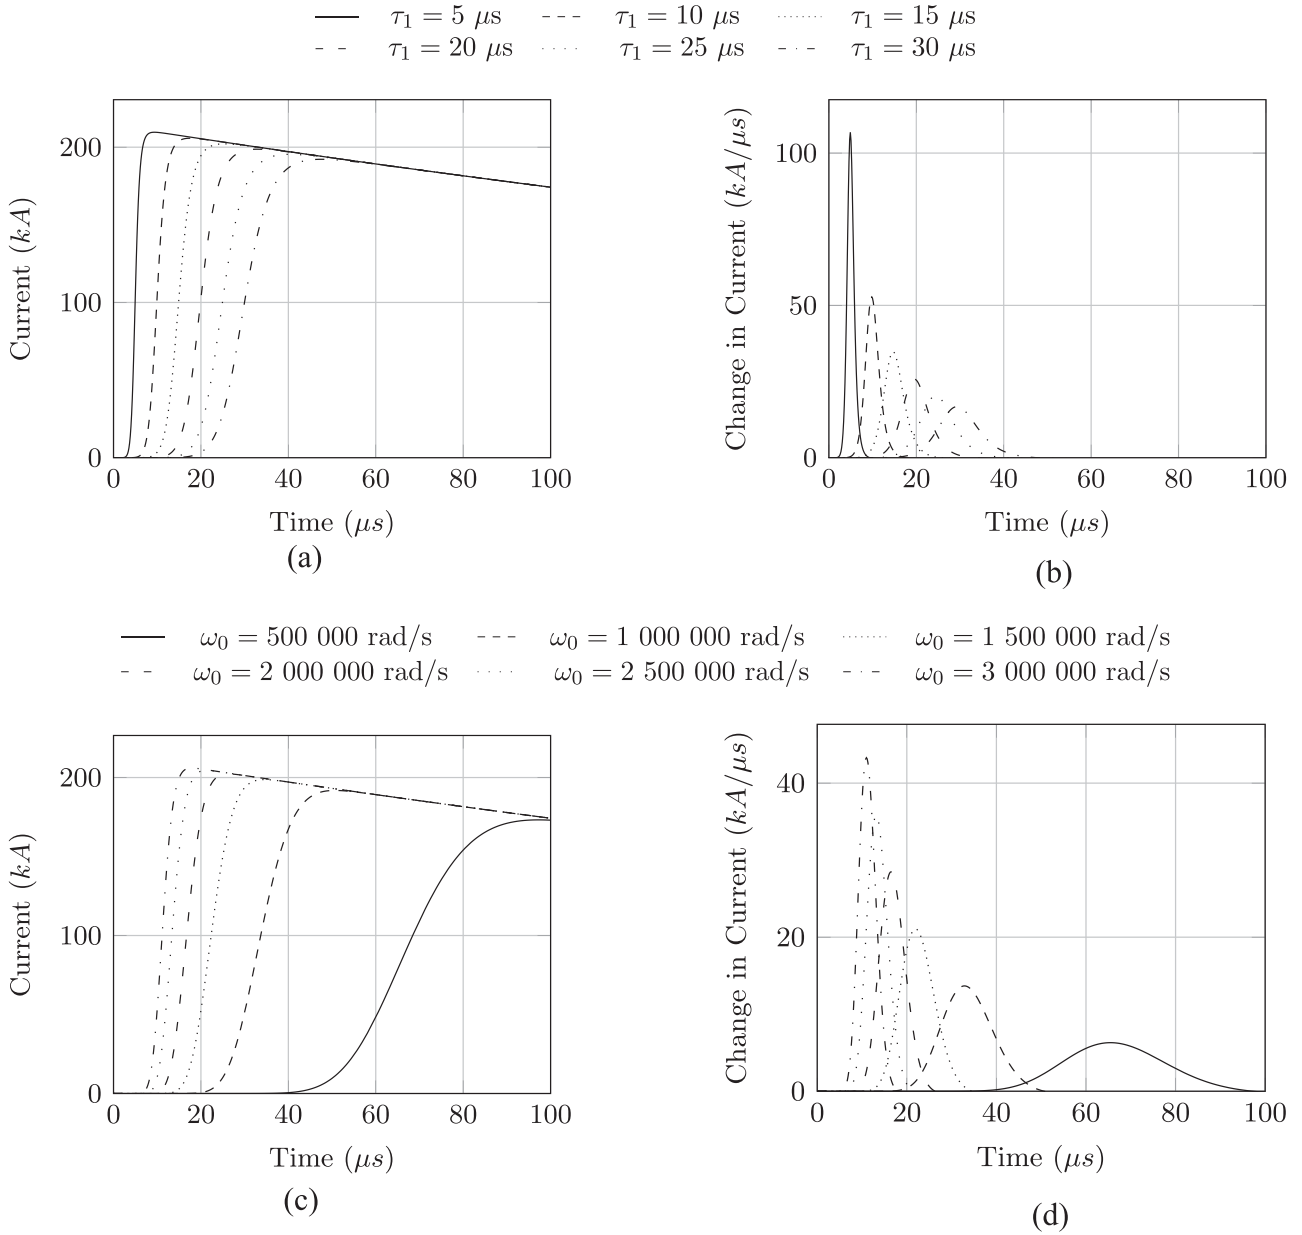 τ₁ = 5 μs τ₁ = 10 μs τ₁ = 15 μs
τ₁ = 20 μs τ₁ = 25 μs τ₁ = 30 μs
Current (kA)
200
100
0
0 20 40 60 80 100
Time (μs)
(a)
Change in Current (kA/μs)
100
50
0
0 20 40 60 80 100
Time (μs)
(b)
ω₀ = 500 000 rad/s ω₀ = 1 000 000 rad/s ω₀ = 1 500 000 rad/s
ω₀ = 2 000 000 rad/s ω₀ = 2 500 000 rad/s ω₀ = 3 000 000 rad/s
Current (kA)
200
100
0
0 20 40 60 80 100
Time (μs)
(c)
Change in Current (kA/μs)
40
20
0
0 20 40 60 80 100
Time (μs)
(d)